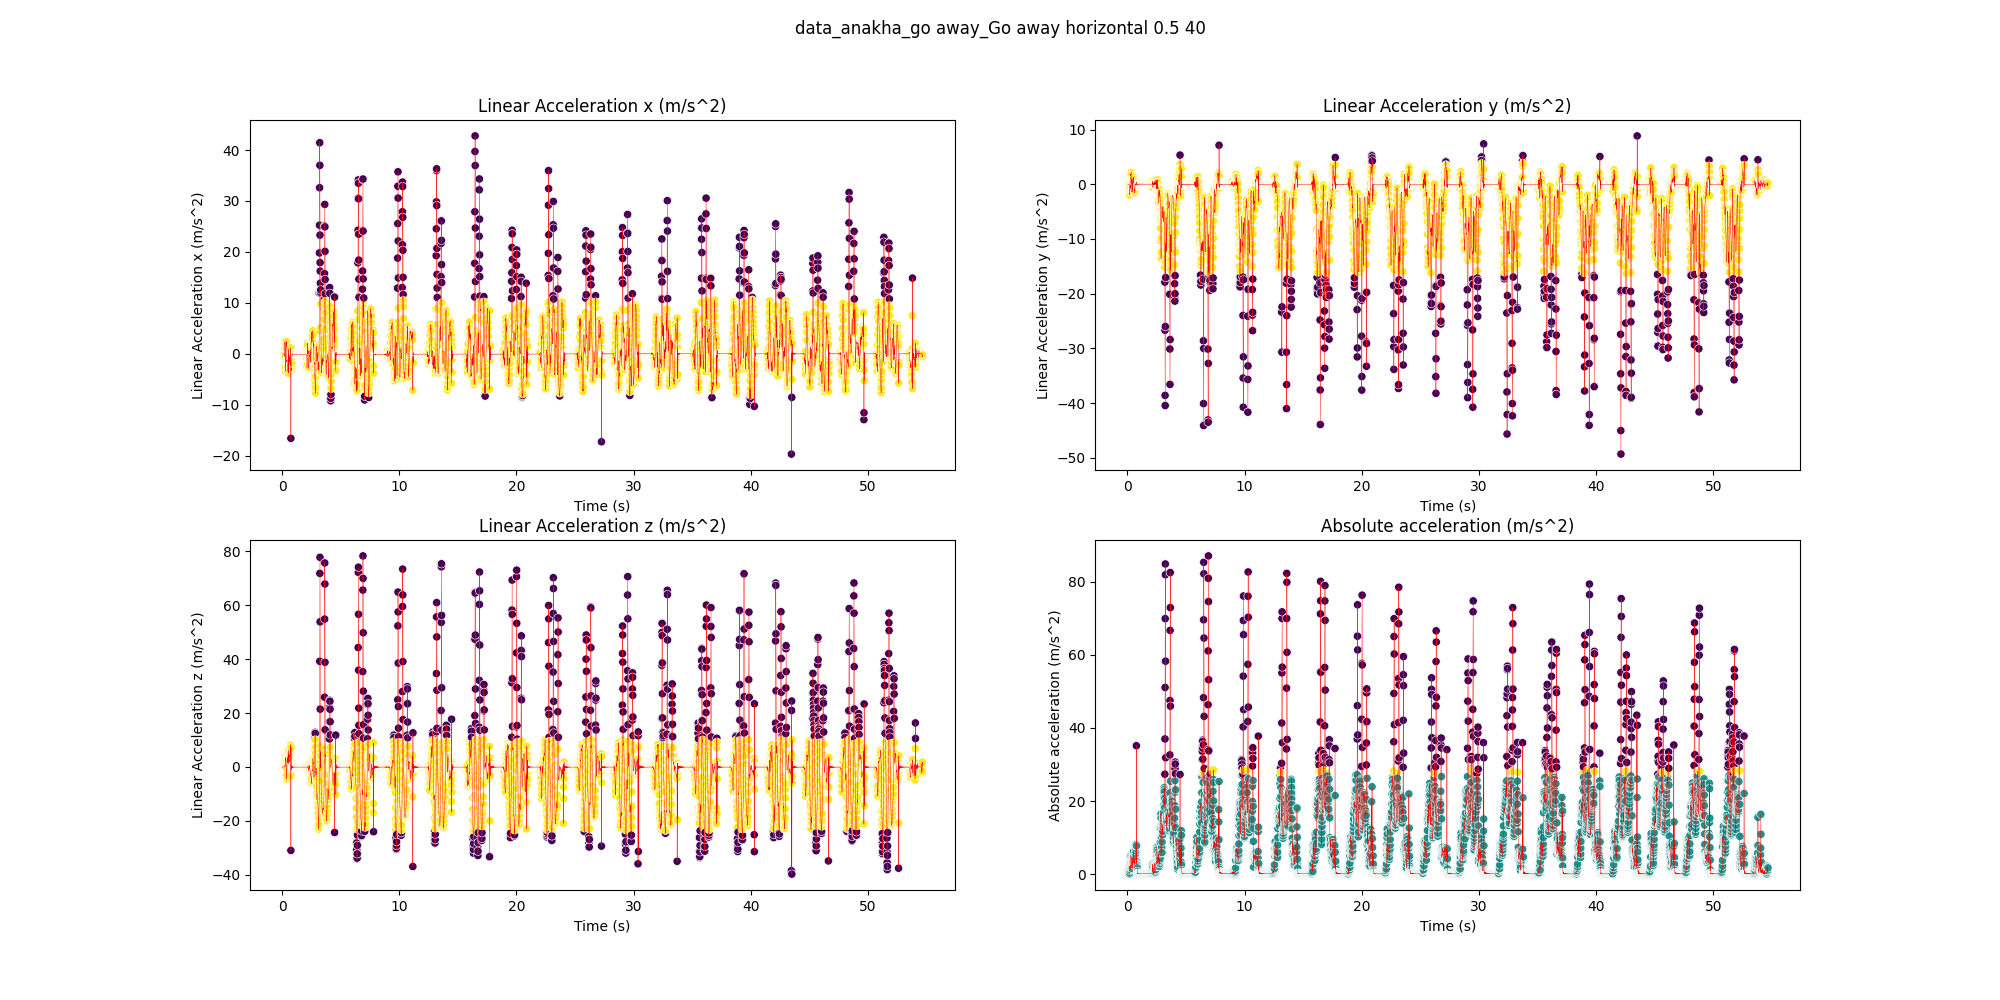 data_anakha_go away_Go away horizontal 0.5 40
Linear Acceleration x (m/s^2)
Linear Acceleration x (m/s^2)
40
30
20
10
0
−10
−20
0 10 20 30 40 50
Time (s)
Linear Acceleration y (m/s^2)
Linear Acceleration y (m/s^2)
10
0
−10
−20
−30
−40
−50
0 10 20 30 40 50
Time (s)
Linear Acceleration z (m/s^2)
Linear Acceleration z (m/s^2)
80
60
40
20
0
−20
−40
0 10 20 30 40 50
Time (s)
Absolute acceleration (m/s^2)
Absolute acceleration (m/s^2)
80
60
40
20
0
0 10 20 30 40 50
Time (s)